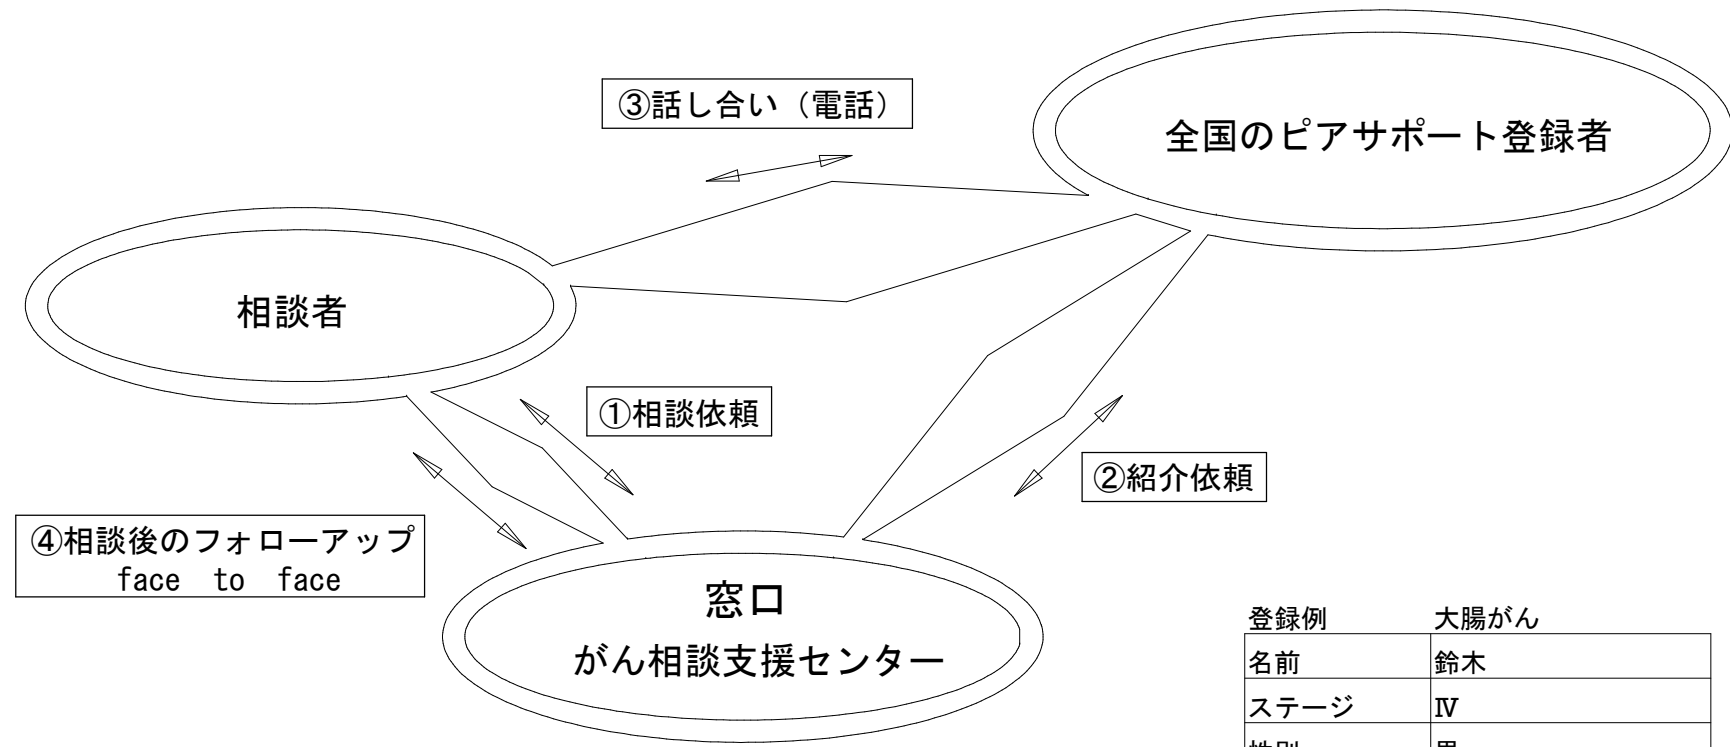 ③話し合い（電話）
全国のピアサポート登録者
相談者
①相談依頼
②紹介依頼
④相談後のフォローアップ
face to face
窓口
がん相談支援センター
登録例 大腸がん
名前 鈴木
ステージ Ⅳ